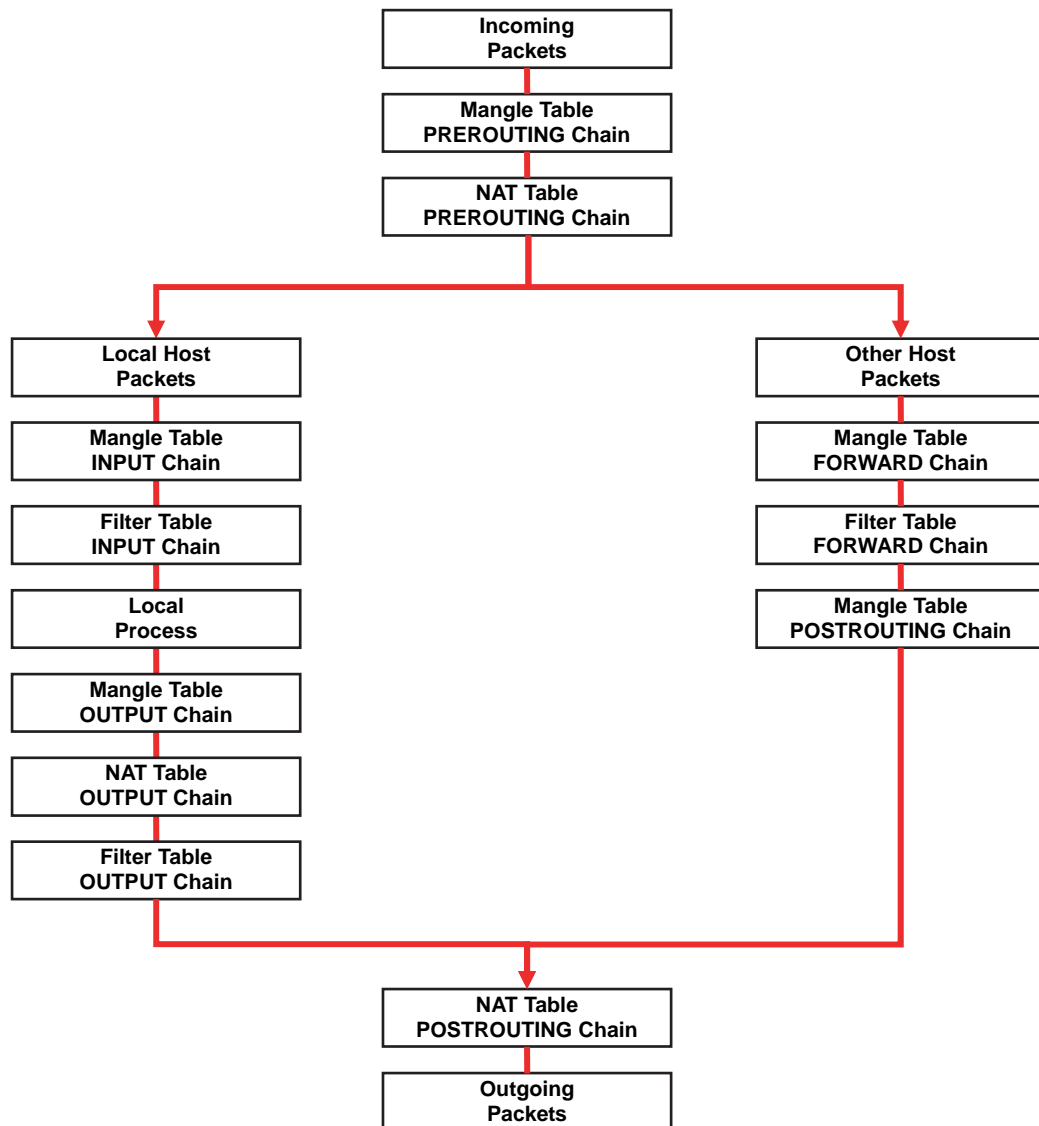 Incoming
Packets
Mangle Table
PREROUTING Chain
NAT Table
PREROUTING Chain
Local Host
Packets
Mangle Table
INPUT Chain
Filter Table
INPUT Chain
Local
Process
Mangle Table
OUTPUT Chain
NAT Table
OUTPUT Chain
Filter Table
OUTPUT Chain
Other Host
Packets
Mangle Table
FORWARD Chain
Filter Table
FORWARD Chain
Mangle Table
POSTROUTING Chain
NAT Table
POSTROUTING Chain
Outgoing
Packets